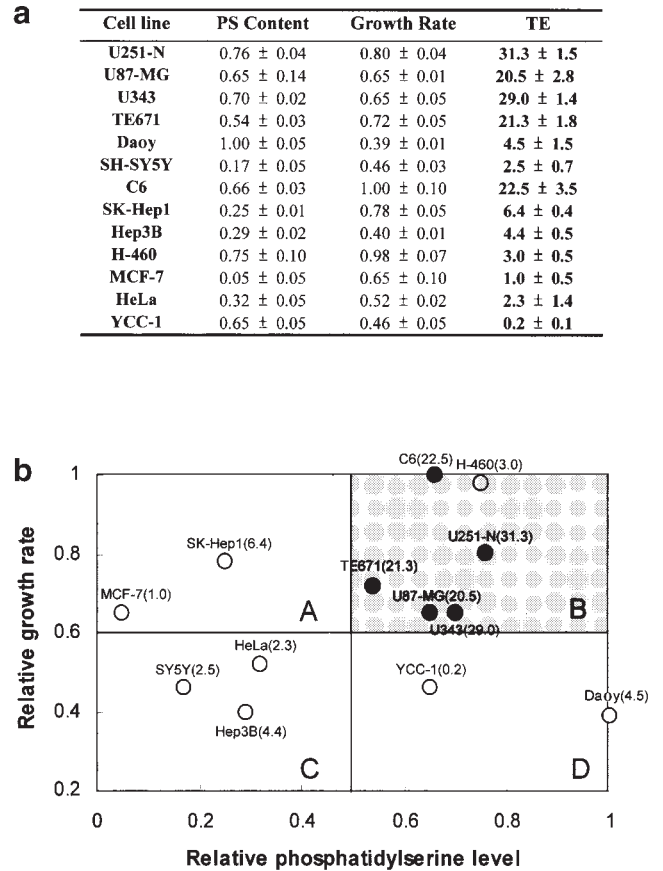 a
Cell line PS Content Growth Rate TE
U251-N 0.76 ± 0.04 0.80 ± 0.04 31.3 ± 1.5
U87-MG 0.65 ± 0.14 0.65 ± 0.01 20.5 ± 2.8
U343 0.70 ± 0.02 0.65 ± 0.05 29.0 ± 1.4
TE671 0.54 ± 0.03 0.72 ± 0.05 21.3 ± 1.8
Daoy 1.00 ± 0.05 0.39 ± 0.01 4.5 ± 1.5
SH-SY5Y 0.17 ± 0.05 0.46 ± 0.03 2.5 ± 0.7
C6 0.66 ± 0.03 1.00 ± 0.10 22.5 ± 3.5
SK-Hep1 0.25 ± 0.01 0.78 ± 0.05 6.4 ± 0.4
Hep3B 0.29 ± 0.02 0.40 ± 0.01 4.4 ± 0.5
H-460 0.75 ± 0.10 0.98 ± 0.07 3.0 ± 0.5
MCF-7 0.05 ± 0.05 0.65 ± 0.10 1.0 ± 0.5
HeLa 0.32 ± 0.05 0.52 ± 0.02 2.3 ± 1.4
YCC-1 0.65 ± 0.05 0.46 ± 0.05 0.2 ± 0.1
b
C6(22.5) H-460(3.0)
1
SK-Hep1(6.4) U251-N(31.3)
0.8
TE671(21.3)
MCF-7(1.0) U87-MG(20.5)
A B
0.6
U343(29.0)
HeLa(2.3)
SY5Y(2.5) YCC-1(0.2)
Daoy(4.5)
0.4
Hep3B(4.4)
C D
0.2
0 0.2 0.4 0.6 0.8 1
Relative growth rate
Relative phosphatidylserine level